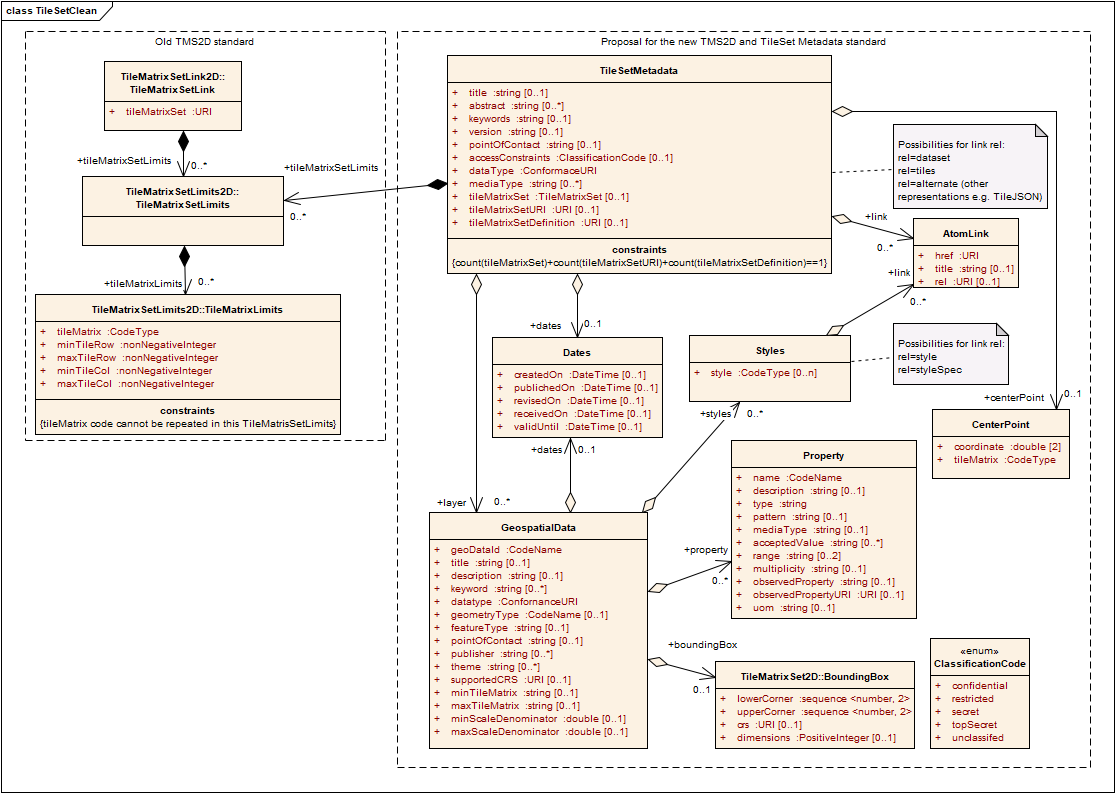 class TileSetClean
Old TMS2D standard
TileMatrixSetLink2D::
TileMatrixSetLink
+ tileMatrixSet :URI
+tileMatrixSetLimits
0..*
TileMatrixSetLimits2D::
TileMatrixSetLimits
+tileMatrixSetLimits
0..*
+tileMatrixLimits
0..*
TileMatrixSetLimits2D::TileMatrixLimits
+ tileMatrix :CodeType
+ minTileRow :nonNegativeInteger
+ maxTileRow :nonNegativeInteger
+ minTileCol :nonNegativeInteger
+ maxTileCol :nonNegativeInteger
constraints
{tileMatrix code cannot be repeated in this TileMatrisSetLimits}
Proposal for the new TMS2D and TileSet Metadata standard
TileSetMetadata
+ title :string [0..1]
+ abstract :string [0..*]
+ keywords :string [0..1]
+ version :string [0..1]
+ pointOfContact :string [0..1]
+ accessConstraints :ClassificationCode [0..1]
+ dataType :ConformaceURI
+ mediaType :string [0..*]
+ tileMatrixSet :TileMatrixSet [0..1]
+ tileMatrixSetURI :URI [0..1]
+ tileMatrixSetDefinition :URI [0..1]
constraints
{count(tileMatrixSet)+count(tileMatrixSetURI)+count(tileMatrixSetDefinition)==1}
Possibilities for link rel:
rel=dataset
rel=tiles
rel=alternate (other
representations e.g. TileJSON)
+link
0..*
AtomLink
+ href :URI
+ title :string [0..1]
+ rel :URI [0..1]
+link
0..*
+dates
0..1
Dates
+ createdOn :DateTime [0..1]
+ publichedOn :DateTime [0..1]
+ revisedOn :DateTime [0..1]
+ receivedOn :DateTime [0..1]
+ validUntil :DateTime [0..1]
+dates
0..1
Styles
+ style :CodeType [0..n]
+styles
0..*
Possibilities for link rel:
rel=style
rel=styleSpec
+centerPoint
0..1
CenterPoint
+ coordinate :double [2]
+ tileMatrix :CodeType
Property
+ name :CodeName
+ description :string [0..1]
+ type :string
+ pattern :string [0..1]
+ mediaType :string [0..1]
+ acceptedValue :string [0..*]
+ range :string [0..2]
+ multiplicity :string [0..1]
+ observedProperty :string [0..1]
+ observedPropertyURI :URI [0..1]
+ uom :string [0..1]
+layer
0..*
GeospatialData
+ geoDataId :CodeName
+ title :string [0..1]
+ description :string [0..1]
+ keyword :string [0..*]
+ datatype :ConfornanceURI
+ geometryType :CodeName [0..1]
+ featureType :string [0..1]
+ pointOfContact :string [0..1]
+ publisher :string [0..*]
+ theme :string [0..*]
+ supportedCRS :URI [0..1]
+ minTileMatrix :string [0..1]
+ maxTileMatrix :string [0..1]
+ minScaleDenominator :double [0..1]
+ maxScaleDenominator :double [0..1]
+property
0..*
+boundingBox
0..1
TileMatrixSet2D::BoundingBox
+ lowerCorner :sequence <number, 2>
+ upperCorner :sequence <number, 2>
+ crs :URI [0..1]
+ dimensions :PositiveInteger [0..1]
«enum»
ClassificationCode
+ confidential
+ restricted
+ secret
+ topSecret
+ unclassifed